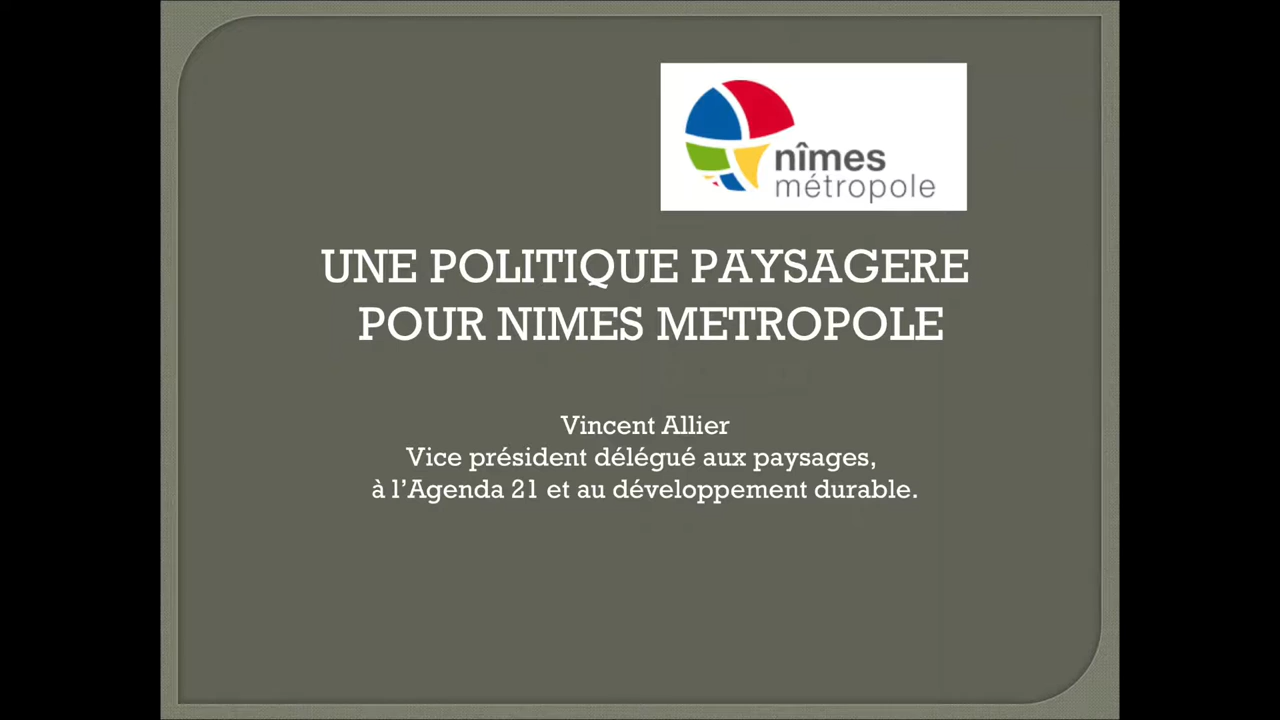 nîmes
métropole
UNE POLITIQUE PAYSAGERE
POUR NIMES METROPOLE
Vincent Allier
Vice président délégué aux paysages,
à l’Agenda 21 et au développement durable.